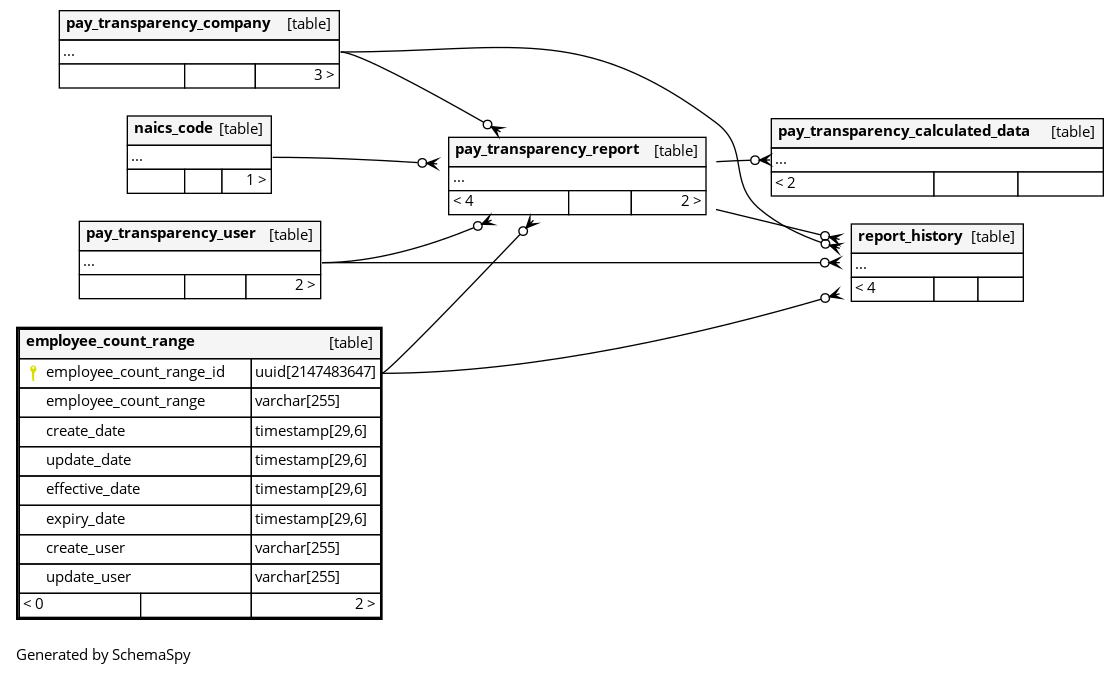 pay_transparency_company [table]
...
3 >
naics_code [table]
...
1 >
pay_transparency_user [table]
...
2 >
pay_transparency_report [table]
...
< 4 2 >
pay_transparency_calculated_data [table]
...
< 2
report_history [table]
...
< 4
employee_count_range [table]
employee_count_range_id uuid[2147483647]
employee_count_range varchar[255]
create_date timestamp[29,6]
update_date timestamp[29,6]
effective_date timestamp[29,6]
expiry_date timestamp[29,6]
create_user varchar[255]
update_user varchar[255]
< 0 2 >
Generated by SchemaSpy